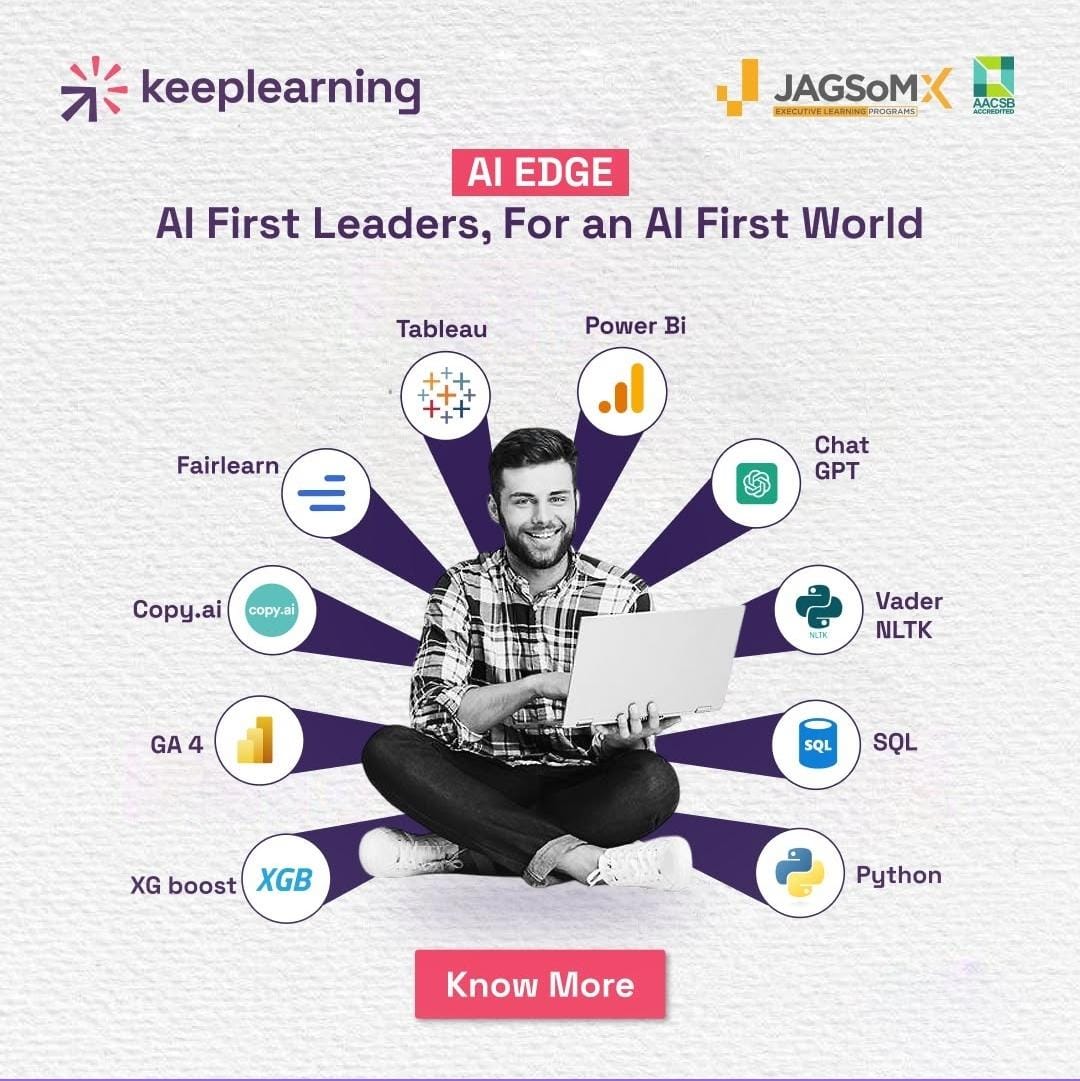 keeplearning
JAGSoMX
EXECUTIVE LEARNING PROGRAMS
AACSB
ACCREDITED
AI EDGE
AI First Leaders, For an AI First World
Tableau
Power Bi
Chat
GPT
Fairlearn
Copy.ai
copy.ai
NLTK
Vader
NLTK
GA 4
SQL
SQL
XG boost
XGB
Python
Know More